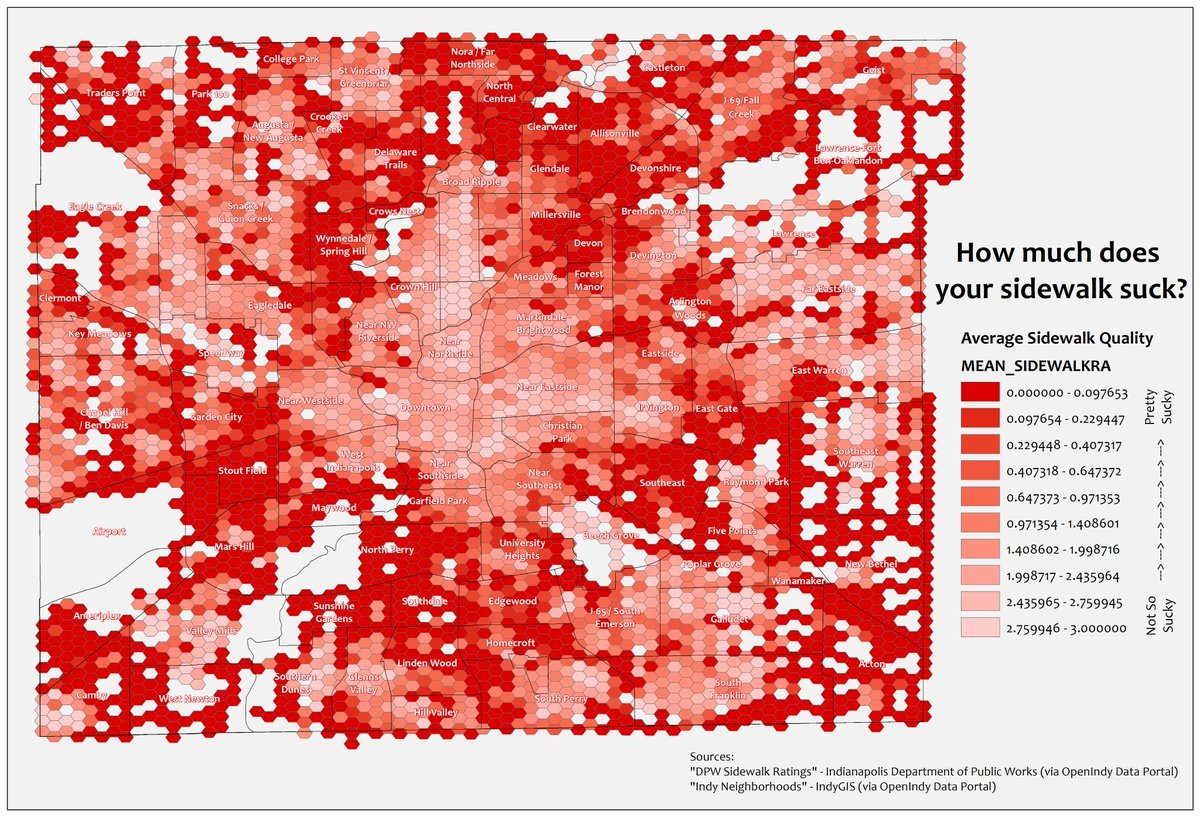 Nora / Far
Northside
College Park
St Vincent /
Greenbriar
Castleton
Geist
Traders Point
Park 100
North
Central
I-69/Fall
Creek
Augusta /
New Augusta
Crooked
Creek
Clearwater
Allisonville
Delaware
Trails
Lawrence-Fort
Ben-Oaklandon
Glendale
Devonshire
Broad Ripple
Eagle Creek
Snacks /
Guion Creek
Crows Nest
Millersville
Brendonwood
Wynnedale /
Spring Hill
Devon
Lawrence
Devington
Meadows
Forest
Manor
Crown Hill
Far Eastside
Clermont
Eagledale
Arlington
Woods
Key Meadows
Near NW
Riverside
Martindale -
Brightwood
Speedway
Near
Northside
Eastside
East Warren
Near Eastside
Near Westside
Downtown
Irvington
East Gate
Chapel Hill
/ Ben Davis
Garden City
Christian
Park
West
Indianapolis
Southeast
Warren
Stout Field
Near
Southside
Near
Southeast
Southeast
Raymond Park
Garfield Park
Maywood
Airport
Five Points
Beech Grove
Mars Hill
North Perry
University
Heights
Poplar Grove
New Bethel
Wanamaker
Ameriplex
Sunshine
Gardens
Southdale
Edgewood
I-65 / South
Emerson
Galludet
Valley Mills
Homecroft
Linden Wood
Acton
Southern
Dunes
Glenns
Valley
Camby
West Newton
South Perry
South
Franklin
Hill Valley
How much does
your sidewalk suck?
Average Sidewalk Quality
MEAN_SIDEWALKRA
0.000000 - 0.097653
0.097654 - 0.229447
0.229448 - 0.407317
0.407318 - 0.647372
0.647373 - 0.971353
0.971354 - 1.408601
1.408602 - 1.998716
1.998717 - 2.435964
2.435965 - 2.759945
2.759946 - 3.000000
Pretty
Sucky
Not So
Sucky
Sources:
"DPW Sidewalk Ratings" - Indianapolis Department of Public Works (via OpenIndy Data Portal)
"Indy Neighborhoods" - IndyGIS (via OpenIndy Data Portal)